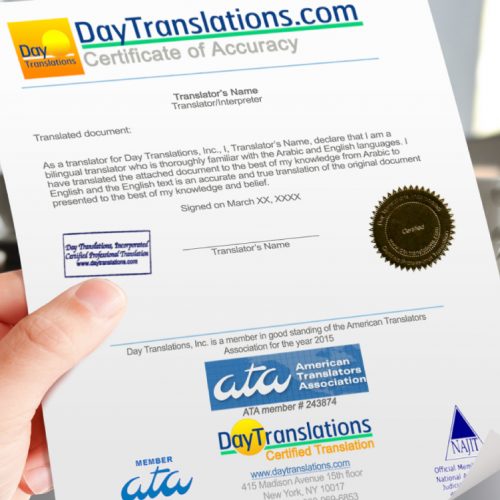 Day
Translations
DayTranslations.com
Certificate of Accuracy
Translator's Name
Translator/Interpreter
Translated document:
As a translator for Day Translations, Inc., I, Translator's Name, declare that I am a
bilingual translator who is thoroughly familiar with the Arabic and English languages. I
have translated the attached document to the best of my knowledge from Arabic to
English and the English text is an accurate and true translation of the original document
presented to the best of my knowledge and belief.
Signed on March XX, XXXX
Translator's Name
Day Translations, Incorporated
Certified Professional Translation
www.daytranslations.com
Certified
Day Translations, Inc. is a member in good standing of the American Translators
Association for the year 2015
ata American
Translators
Association
ATA member # 243874
DayTranslations
Certified Translation
www.daytranslations.com
415 Madison Avenue 15th floor
New York, NY 10017
MEMBER
ata
NAJIT
Official Mem
National A
Judici